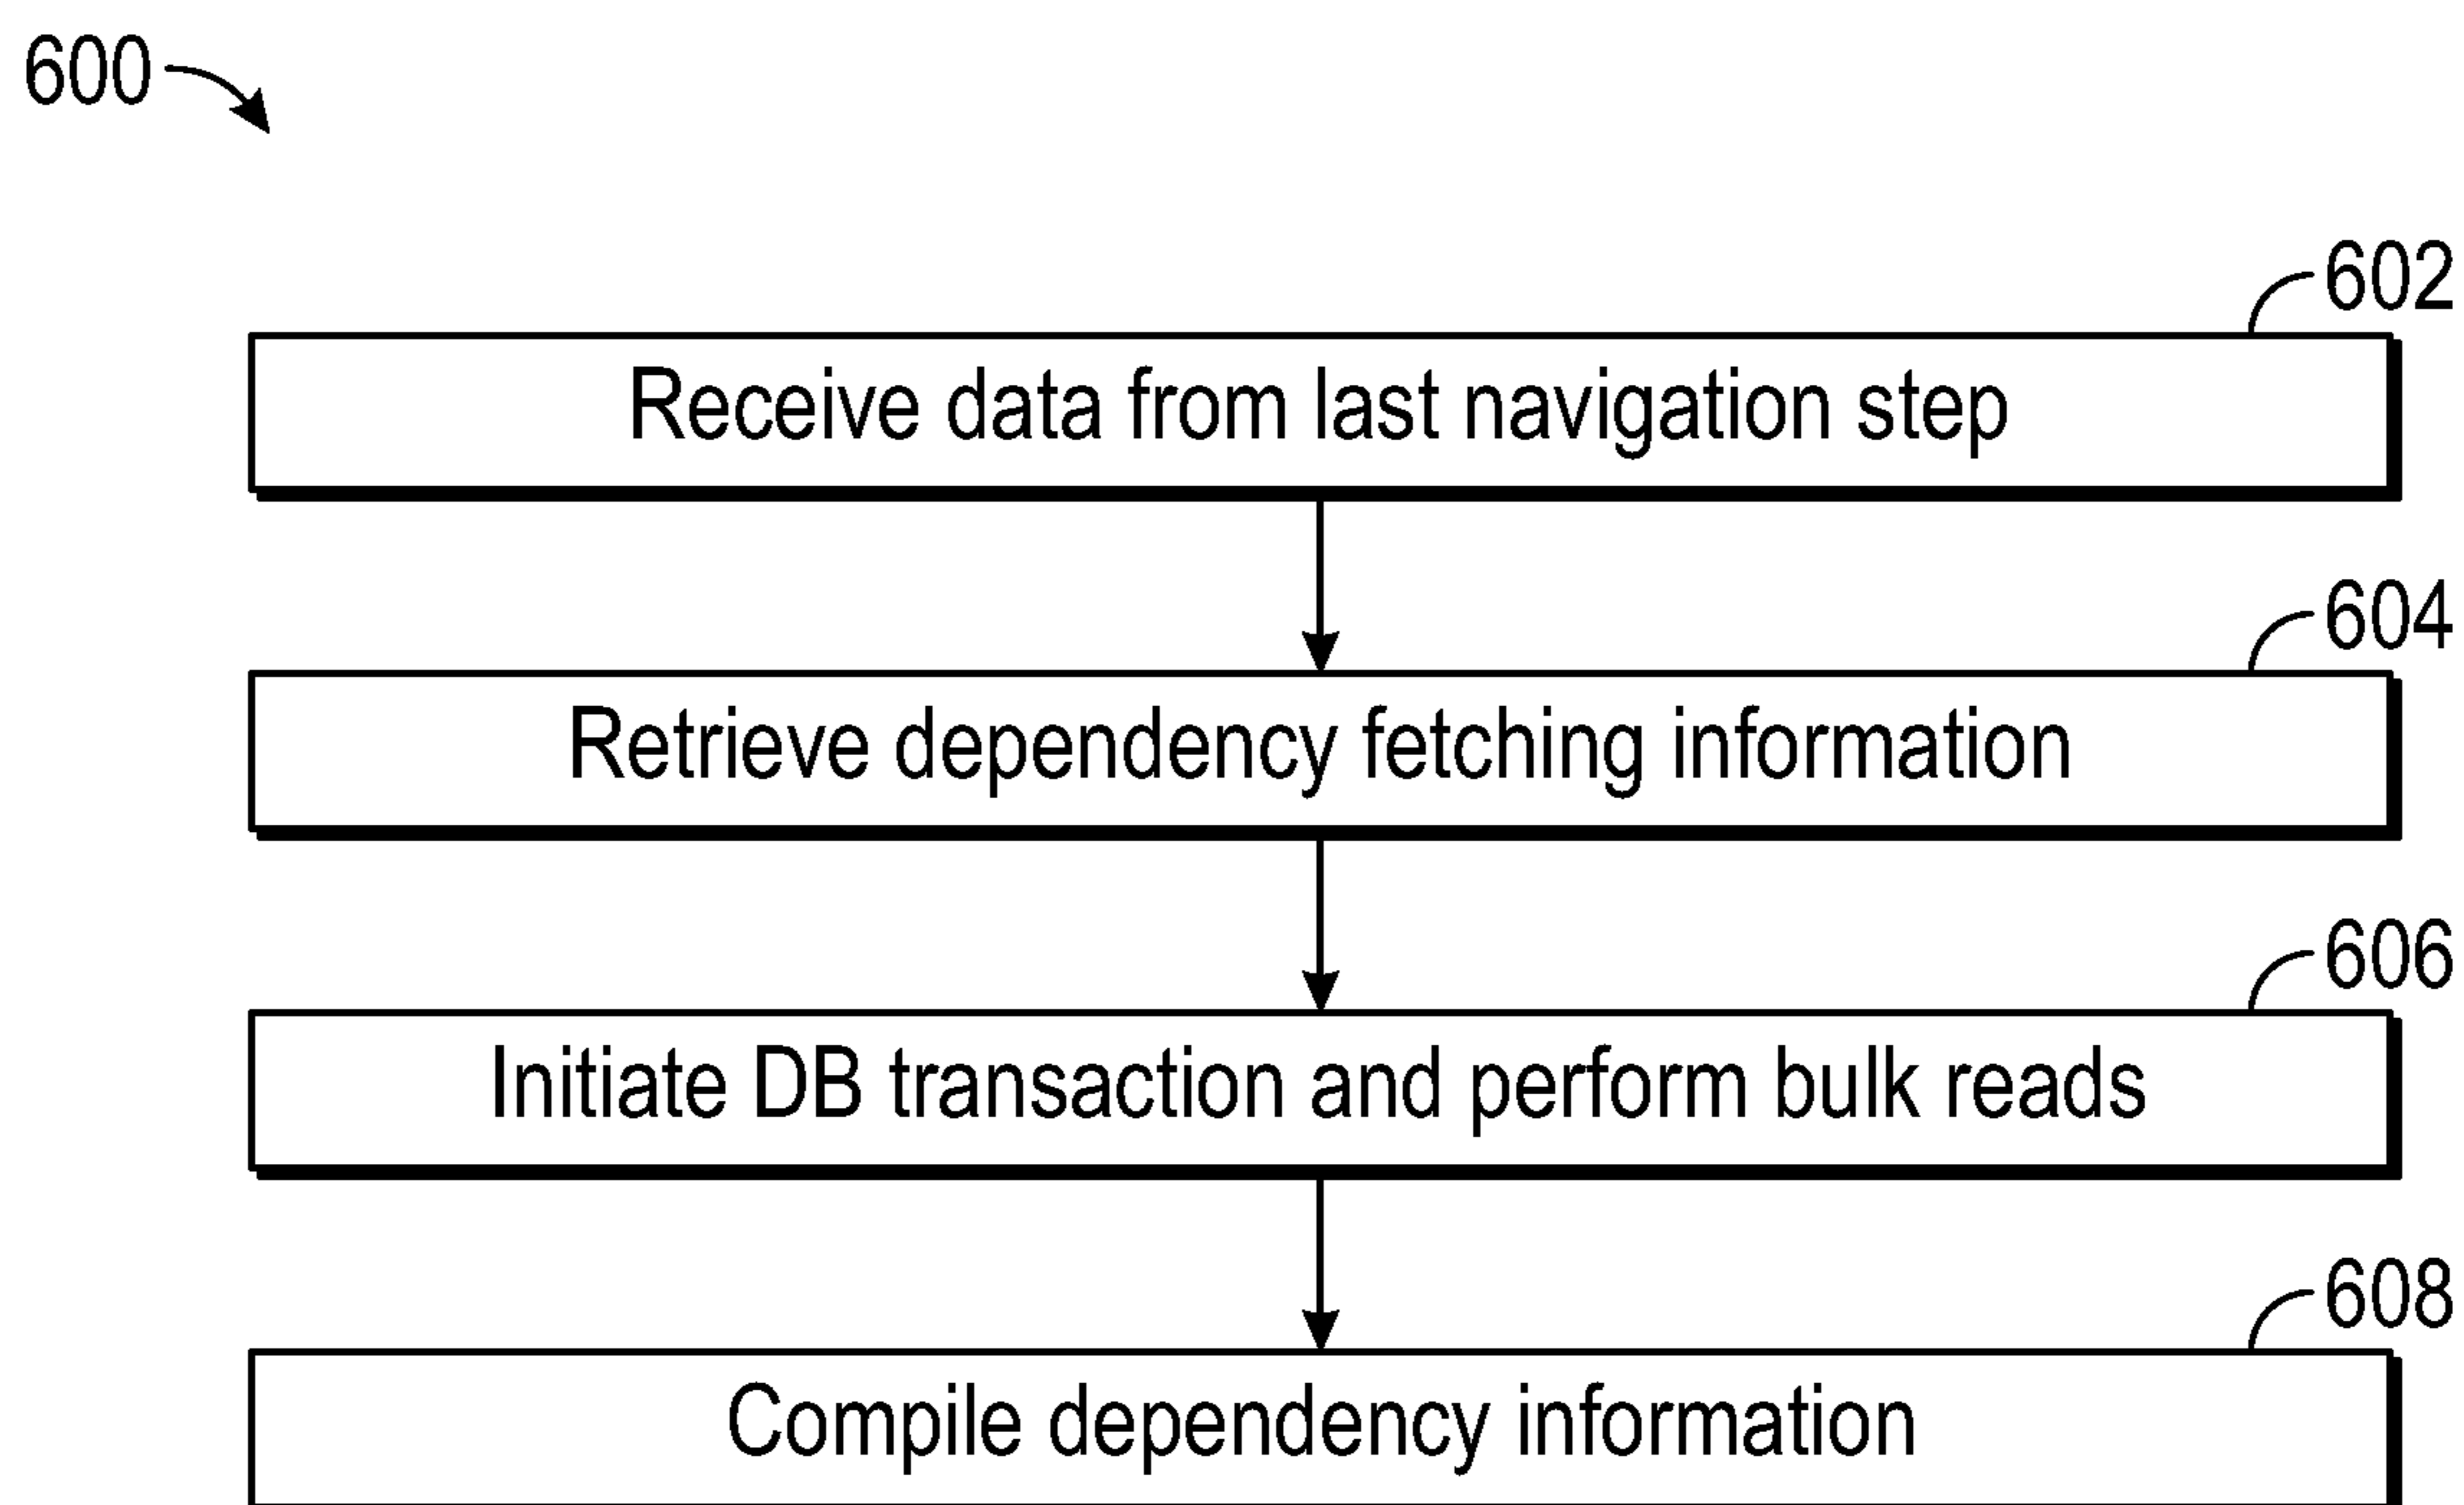 600
602
Receive data from last navigation step
604
Retrieve dependency fetching information
606
Initiate DB transaction and perform bulk reads
608
Compile dependency information